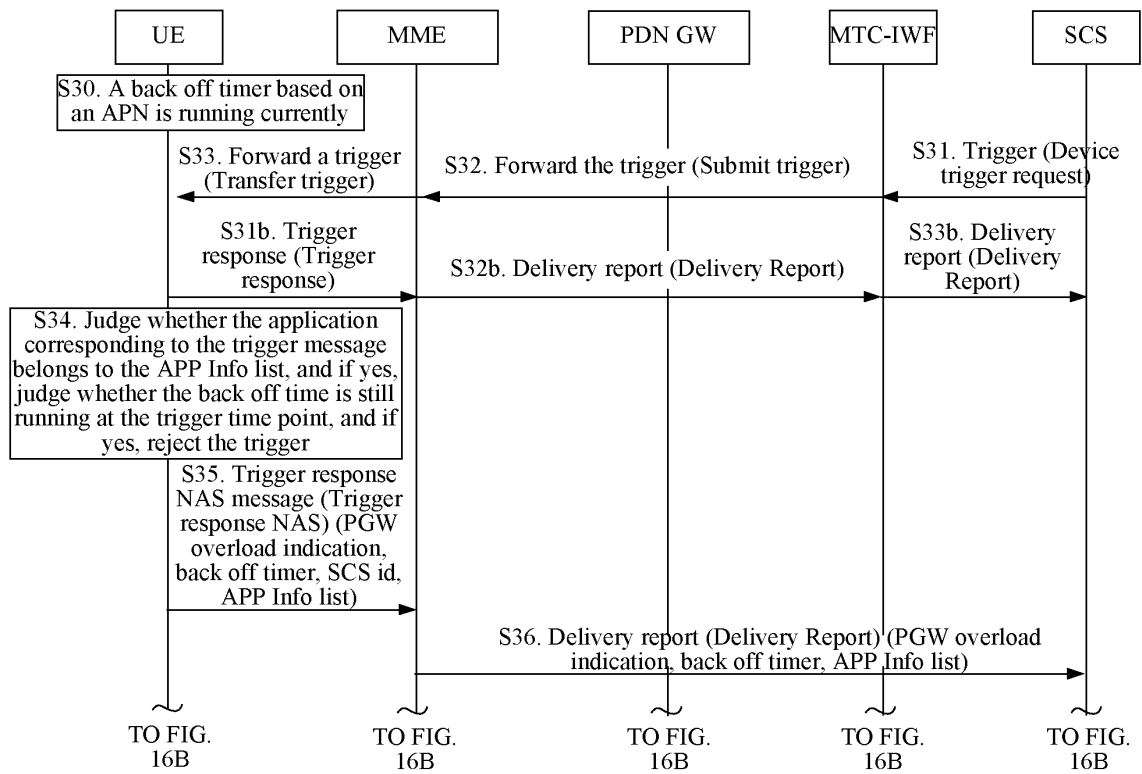 UE
MME
PDN GW
MTC-IWF
SCS
S30. A back off timer based on
an APN is running currently
S33. Forward a trigger
(Transfer trigger)
S32. Forward the trigger (Submit trigger)
S31. Trigger (Device
trigger request)
S31b. Trigger
response (Trigger
response)
S32b. Delivery report (Delivery Report)
S33b. Delivery
report (Delivery
Report)
S34. Judge whether the application
corresponding to the trigger message
belongs to the APP Info list, and if yes,
judge whether the back off time is still
running at the trigger time point, and if
yes, reject the trigger
S35. Trigger response
NAS message (Trigger
response NAS) (PGW
overload indication,
back off timer, SCS id,
APP Info list)
S36. Delivery report (Delivery Report) (PGW overload
indication, back off timer, APP Info list)
TO FIG.
16B
TO FIG.
16B
TO FIG.
16B
TO FIG.
16B
TO FIG.
16B